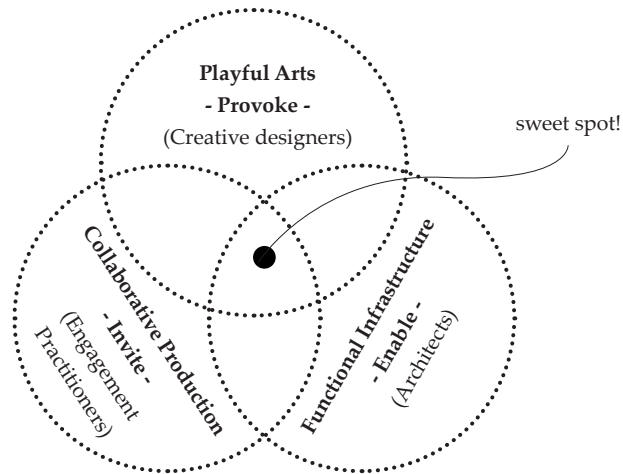 Playful Arts
- Provoke -
(Creative designers)
sweet spot!
Collaborative Production
- Invite -
(Engagement
Practitioners)
Functional Infrastructure
- Enable -
(Architects)